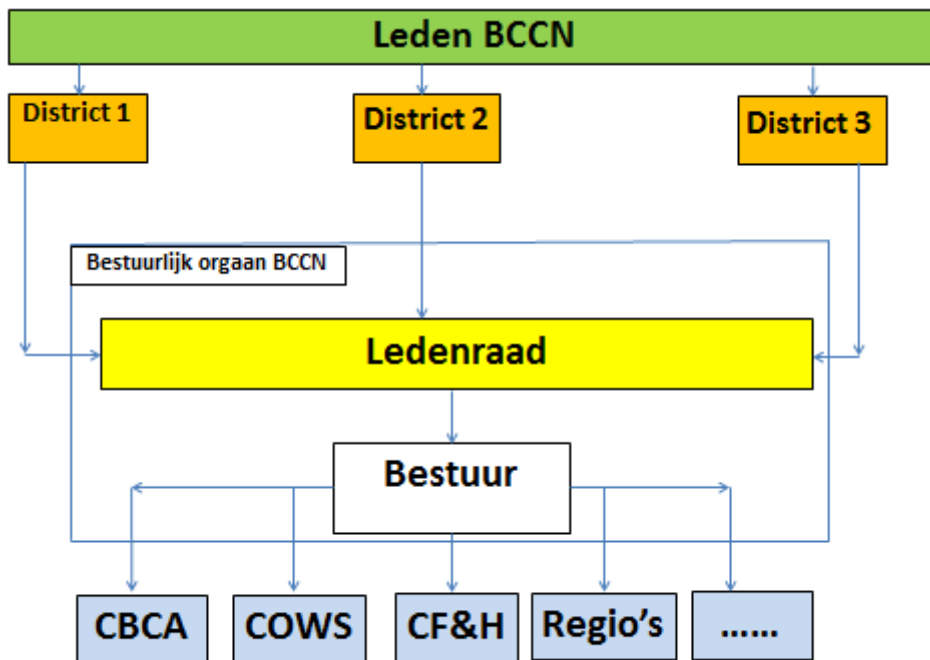 Leden BCCN
District 1
District 2
District 3
Bestuurlijk orgaan BCCN
Ledenraad
Bestuur
CBCA
COWS
CF&H
Regio's
......